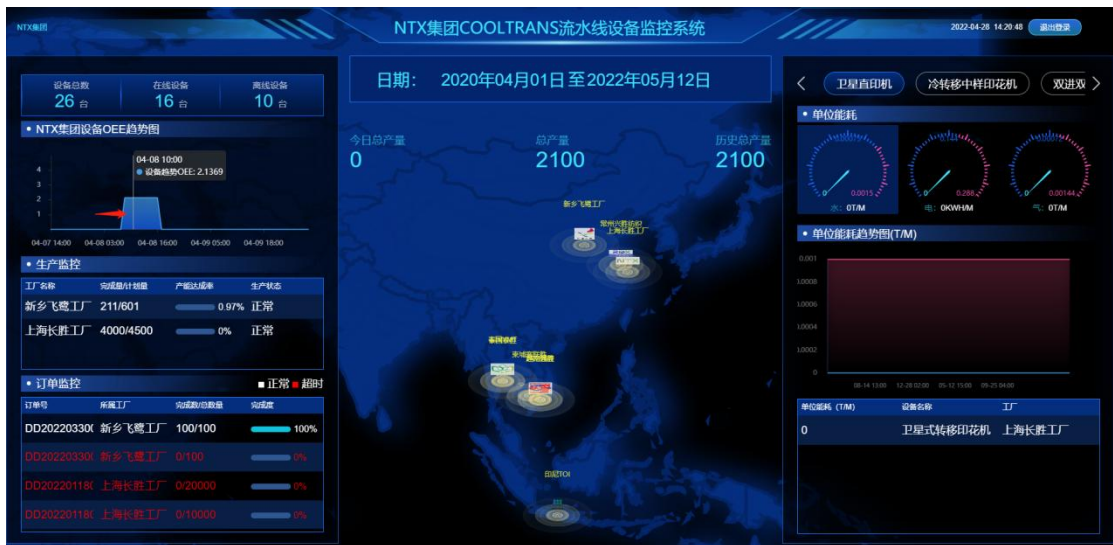 NTX集团
NTX集团COOLTRANS流水线设备监控系统
2022-04-28 14:20:48 退出登录
设备总数 在线设备 离线设备
26 台 16 台 10 台
• NTX集团设备OEE趋势图
04-08 10:00
设备趋势OEE: 2.1369
4
3
2
1
04-07 14:00 04-08 03:00 04-08 16:00 04-09 05:00 04-09 18:00
• 生产监控
工厂名称 完成量/计划量 产能达成率 生产状态
新乡飞鹭工厂 211/601 0.97% 正常
上海长胜工厂 4000/4500 0% 正常
• 订单监控 正常 超时
订单号 所属工厂 完成数/总数量 完成度
DD20220330( 新乡飞鹭工厂 100/100 100%
DD20220330( 新乡飞鹭工厂 0/100 0%
DD20220118( 上海长胜工厂 0/20000 0%
DD20220118( 上海长胜工厂 0/10000 0%
日期: 2020年04月01日至2022年05月12日
今日总产量 总产量 历史总产量
0 2100 2100
新乡飞鹭工厂
常州兴胜纺织
上海长胜工厂
印尼TOI
卫星直印机 冷转移中样印花机 双进双
• 单位能耗
0 0.0015 0 0.288 0 0.00144
水: 0T/M 电: 0KWH/M 气: 0T/M
• 单位能耗趋势图(T/M)
0.001
0.0008
0.0006
0.0004
0.0002
0
08-14 13:00 12-28 02:00 05-12 15:00 09-25 04:00
单位能耗 (T/M) 设备名称 工厂
0 卫星式转移印花机 上海长胜工厂